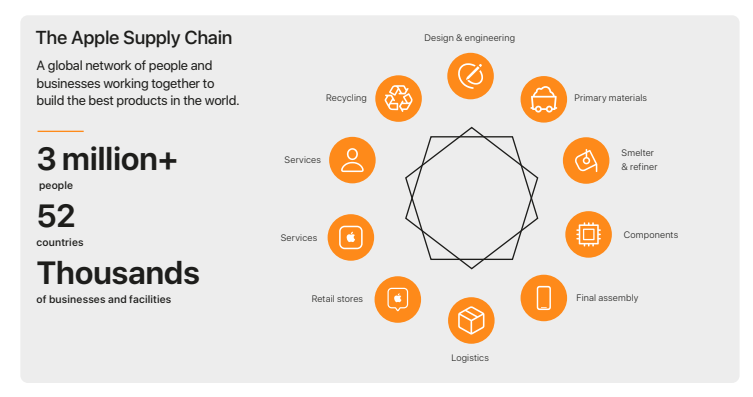 The Apple Supply Chain
A global network of people and
businesses working together to
build the best products in the world.
3 million+
people
52
countries
Thousands
of businesses and facilities
Design & engineering
Primary materials
Smelter
& refiner
Components
Final assembly
Logistics
Retail stores
Services
Services
Recycling